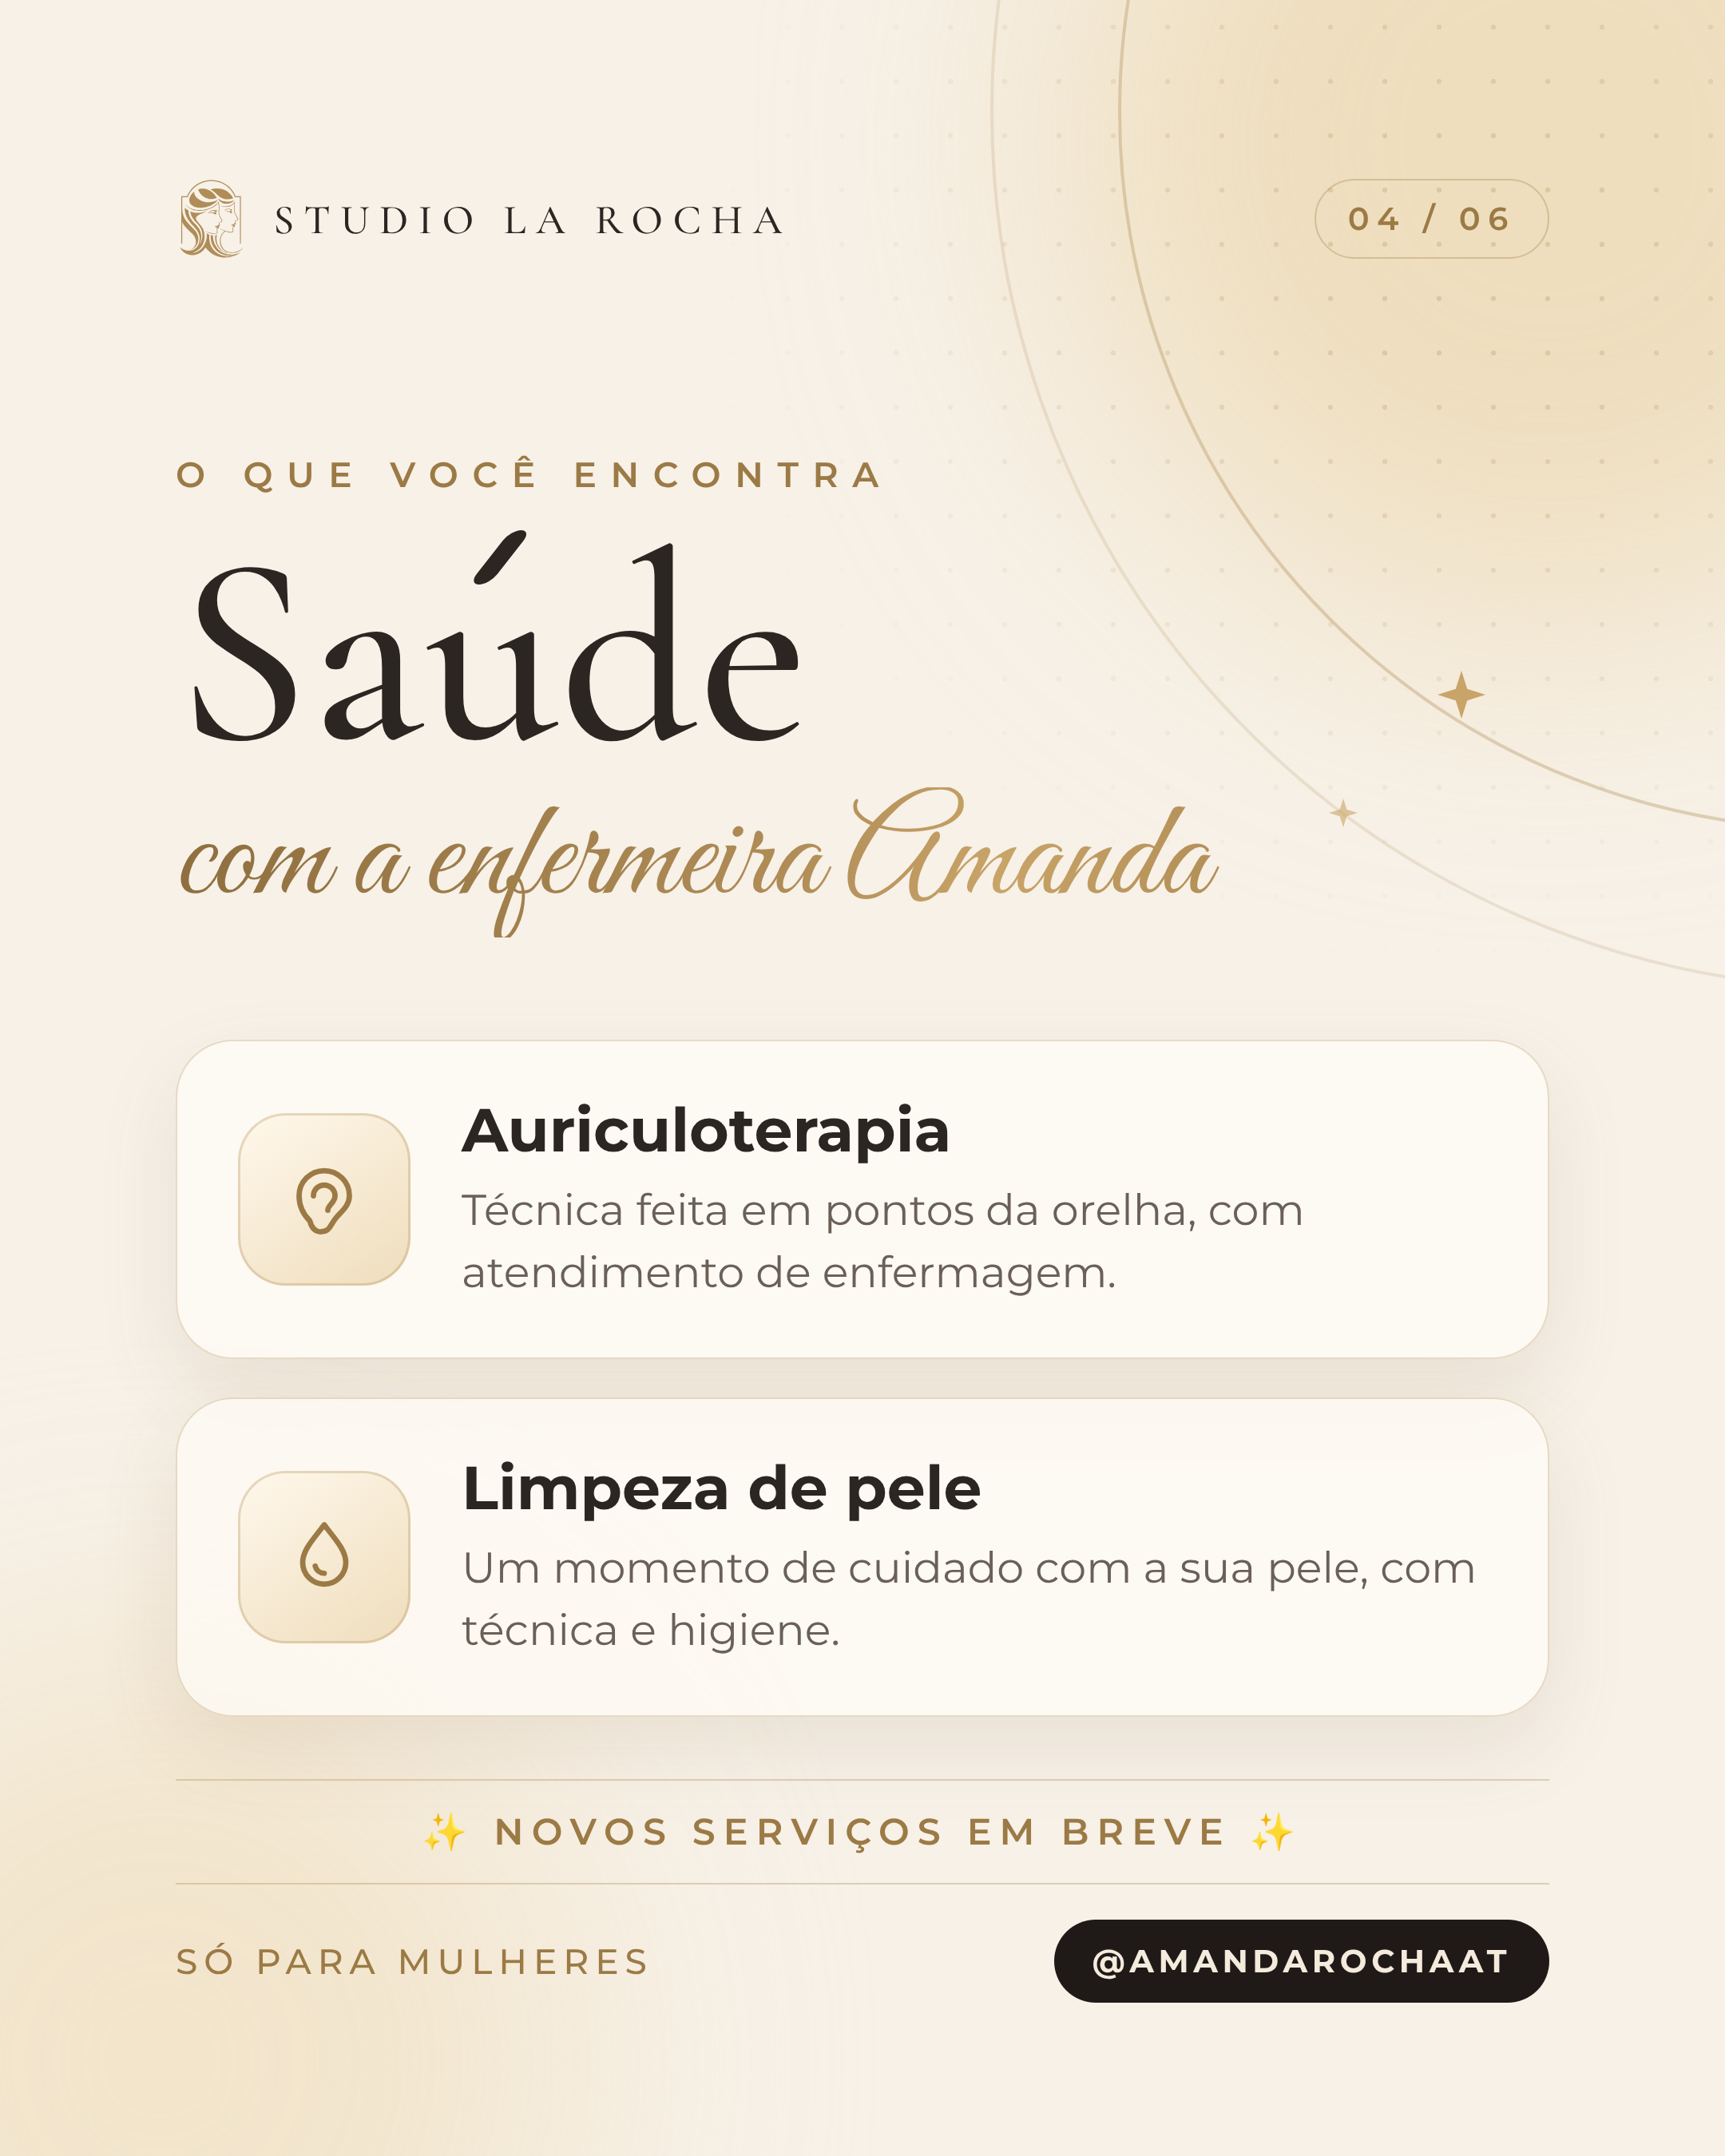 STUDIO LA ROCHA
04 / 06
O QUE VOCÊ ENCONTRA
Saúde
com a enfermeira Amanda
Auriculoterapia
Técnica feita em pontos da orelha, com
atendimento de enfermagem.
Limpeza de pele
Um momento de cuidado com a sua pele, com
técnica e higiene.
✨ NOVOS SERVIÇOS EM BREVE ✨
SÓ PARA MULHERES
@AMANDAROCHAAT